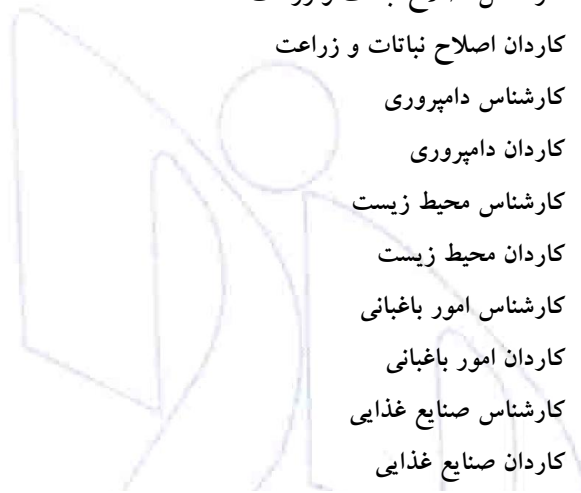 کاردان اصلاح نباتات و زراعت
کارشناس دامپروری
کاردان دامپروری
کارشناس محیط زیست
کاردان محیط زیست
کارشناس امور باغبانی
کاردان امور باغبانی
کارشناس صنایع غذایی
کاردان صنایع غذایی